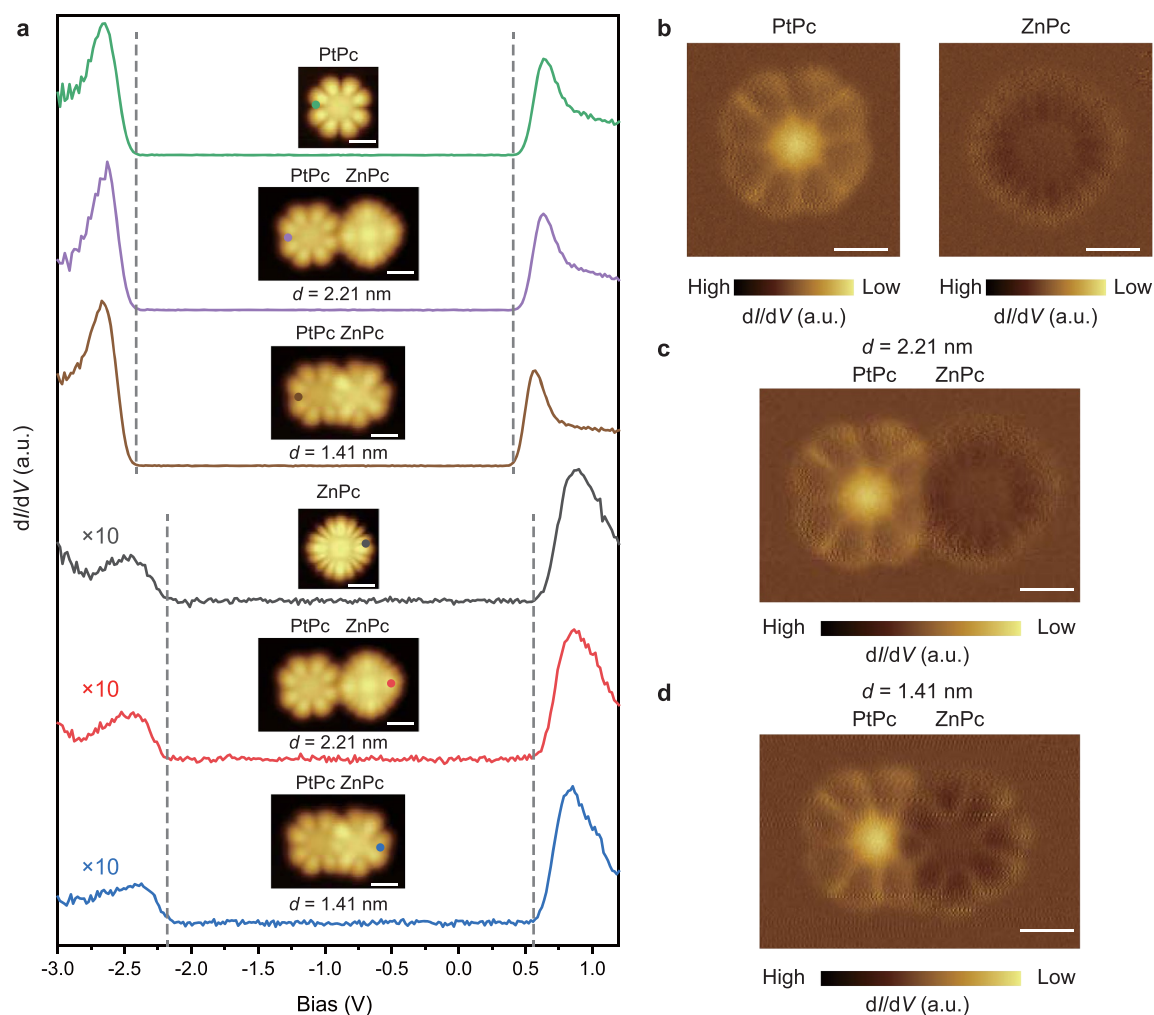 a
PtPc
PtPc ZnPc
d = 2.21 nm
PtPc ZnPc
d = 1.41 nm
ZnPc
×10
PtPc ZnPc
×10
d = 2.21 nm
PtPc ZnPc
×10
d = 1.41 nm
dI/dV (a.u.)
-3.0 -2.5 -2.0 -1.5 -1.0 -0.5 0.0 0.5 1.0
Bias (V)
b
PtPc ZnPc
High Low High Low
dI/dV (a.u.) dI/dV (a.u.)
c
d = 2.21 nm
PtPc ZnPc
High Low
dI/dV (a.u.)
d
d = 1.41 nm
PtPc ZnPc
High Low
dI/dV (a.u.)